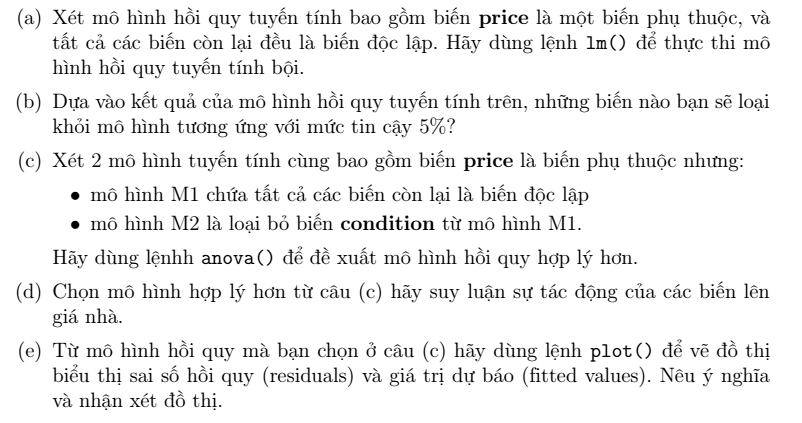 (a) Xét mô hình hồi quy tuyến tính bao gồm biến price là một biến phụ thuộc, và
tất cả các biến còn lại đều là biến độc lập. Hãy dùng lệnh lm() để thực thi mô
hình hồi quy tuyến tính bội.
(b) Dựa vào kết quả của mô hình hồi quy tuyến tính trên, những biến nào bạn sẽ loại
khỏi mô hình tương ứng với mức tin cậy 5%?
(c) Xét 2 mô hình tuyến tính cùng bao gồm biến price là biến phụ thuộc nhưng:
• mô hình M1 chứa tất cả các biến còn lại là biến độc lập
• mô hình M2 là loại bỏ biến condition từ mô hình M1.
Hãy dùng lệnhh anova() để đề xuất mô hình hồi quy hợp lý hơn.
(d) Chọn mô hình hợp lý hơn từ câu (c) hãy suy luận sự tác động của các biến lên
giá nhà.
(e) Từ mô hình hồi quy mà bạn chọn ở câu (c) hãy dùng lệnh plot() để vẽ đồ thị
biểu thị sai số hồi quy (residuals) và giá trị dự báo (fitted values). Nêu ý nghĩa
và nhận xét đồ thị.